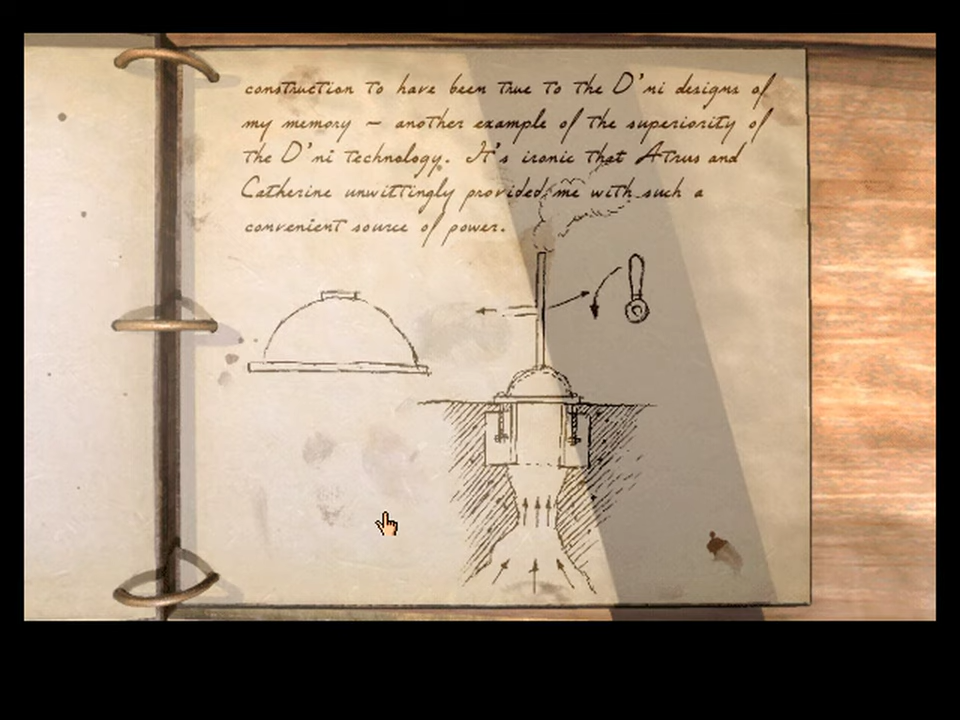 construction to have been true to the D'ni designs of
my memory – another example of the superiority of
the D'ni technology. It's ironic that Atrus and
Catherine unwittingly provided me with such a
convenient source of power.